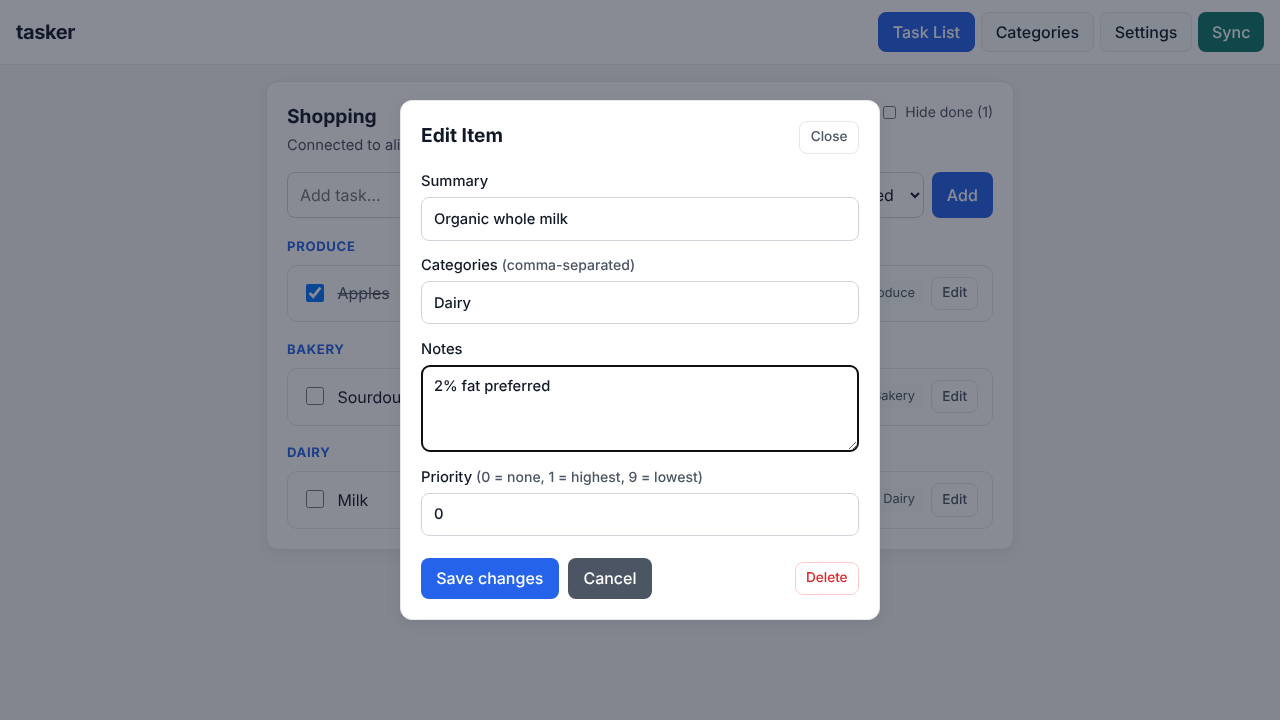 tasker
Task List
Categories
Settings
Sync
Shopping
Hide done (1)
Connected to ali
Add task...
ed
Add
PRODUCE
Apples
oduce
Edit
BAKERY
Sourdou
akery
Edit
DAIRY
Milk
Dairy
Edit
Edit Item
Close
Summary
Organic whole milk
Categories (comma-separated)
Dairy
Notes
2% fat preferred
Priority (0 = none, 1 = highest, 9 = lowest)
0
Save changes
Cancel
Delete